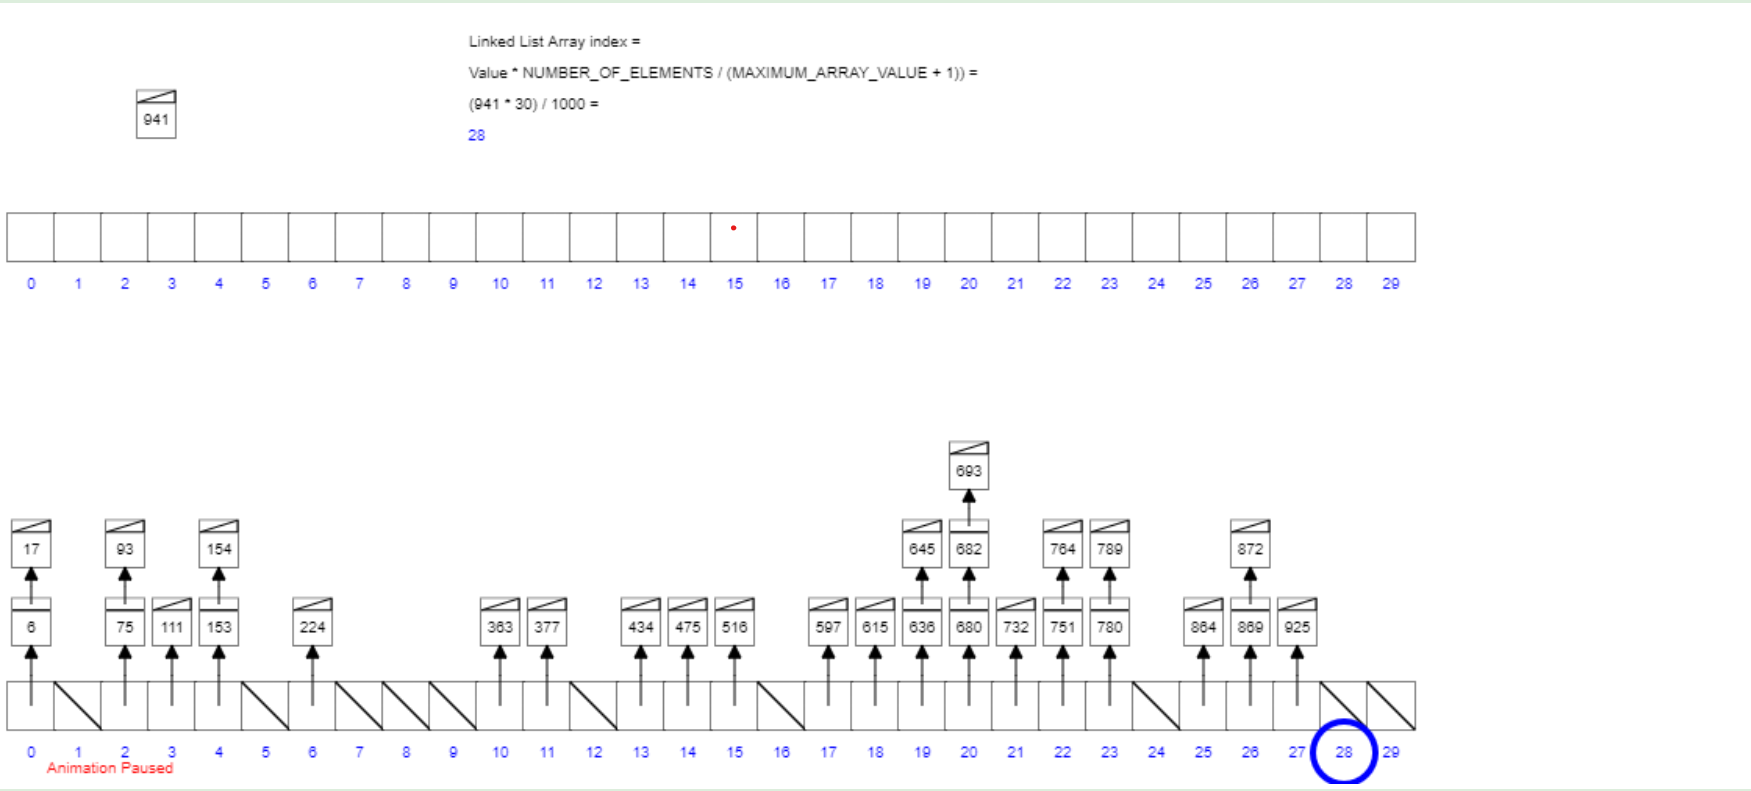 Linked List Array index =
Value * NUMBER_OF_ELEMENTS / (MAXIMUM_ARRAY_VALUE + 1)) =
(941 * 30) / 1000 =
941
28
0 1 2 3 4 5 6 7 8 9 10 11 12 13 14 15 16 17 18 19 20 21 22 23 24 25 26 27 28 29
693
17 93 154 645 682 764 789 872
6 75 111 153 224 363 377 434 475 516 597 615 636 680 732 751 780 864 869 925
0 1 2 3 4 5 6 7 8 9 10 11 12 13 14 15 16 17 18 19 20 21 22 23 24 25 26 27 28 29
Animation Paused